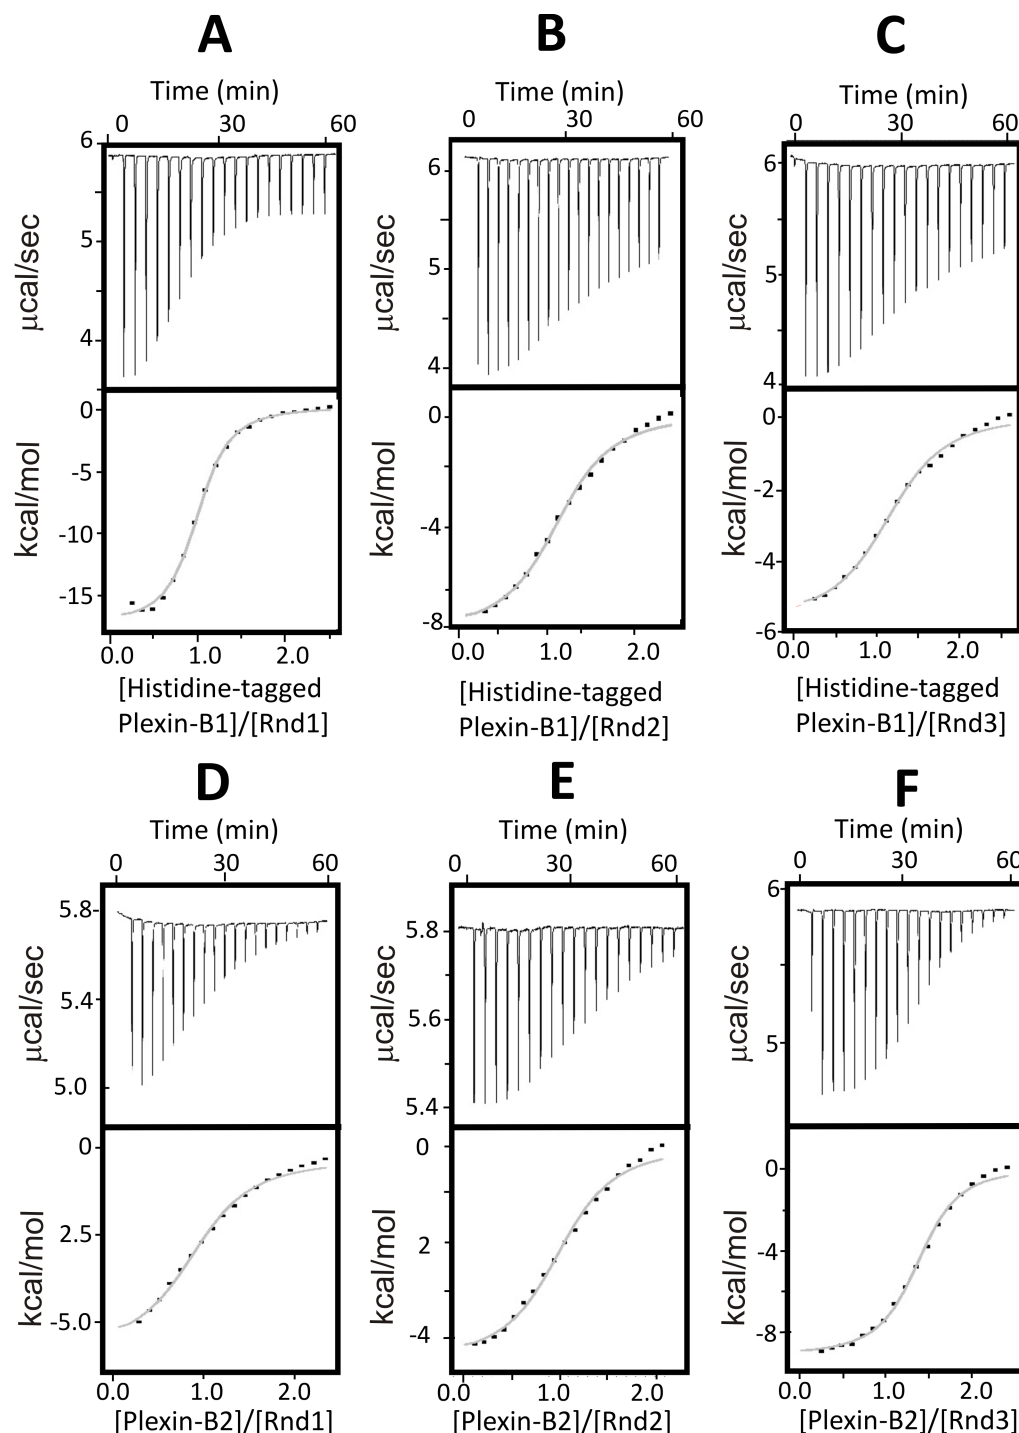 A
Time (min)
0 30 60
6
5
4
μcal/sec
0
-5
-10
-15
kcal/mol
0.0 1.0 2.0
[Histidine-tagged
Plexin-B1]/[Rnd1]
B
Time (min)
0 30 60
6
5
4
μcal/sec
0
-4
-8
kcal/mol
0.0 1.0 2.0
[Histidine-tagged
Plexin-B1]/[Rnd2]
C
Time (min)
0 30 60
6
5
4
μcal/sec
0
-2
-4
-6
kcal/mol
0.0 1.0 2.0
[Histidine-tagged
Plexin-B1]/[Rnd3]
D
Time (min)
0 30 60
5.8
5.4
5.0
μcal/sec
0
2.5
-5.0
kcal/mol
0.0 1.0 2.0
[Plexin-B2]/[Rnd1]
E
Time (min)
0 30 60
5.8
5.6
5.4
μcal/sec
0
2
-4
kcal/mol
0.0 1.0 2.0
[Plexin-B2]/[Rnd2]
F
Time (min)
0 30 60
6
5
μcal/sec
0
-4
-8
kcal/mol
0.0 1.0 2.0
[Plexin-B2]/[Rnd3]